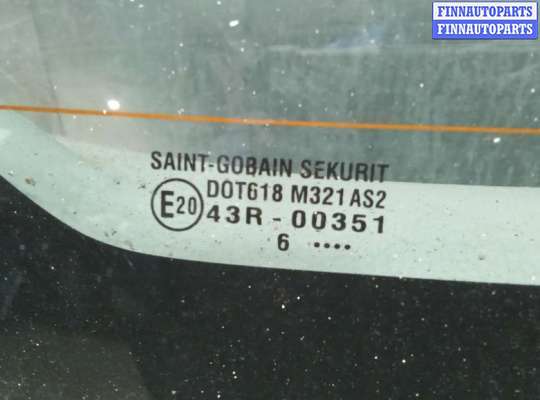 FINNAUTOPARTS
FINNAUTOPARTS
SAINT-GOBAIN SEKURIT
DOT618 M321 AS2
E20 43R - 00351
6 ••••